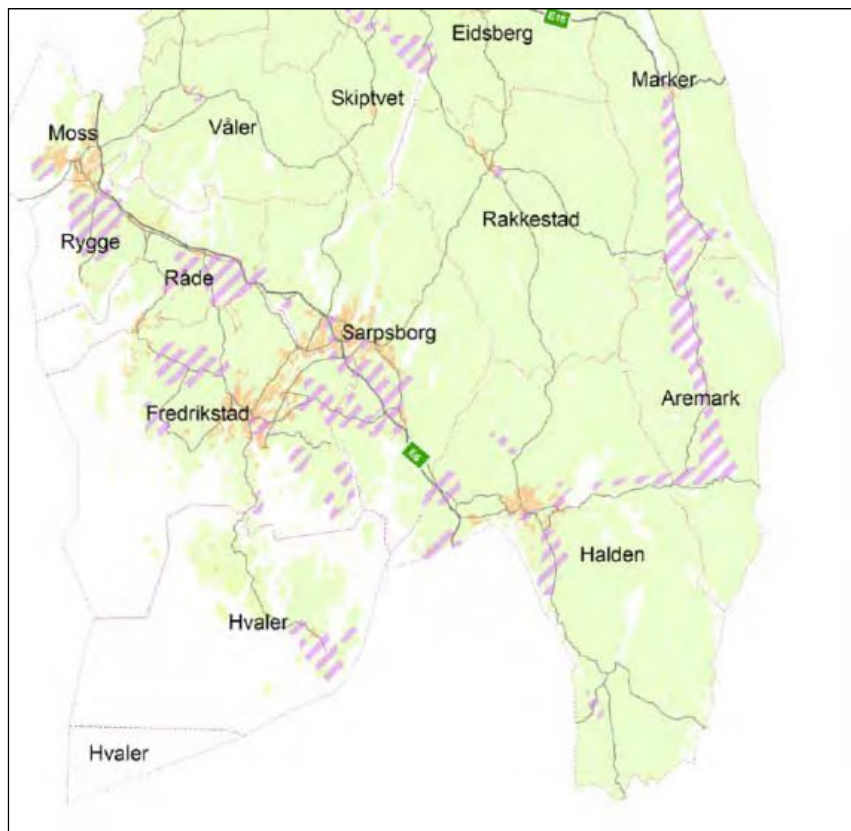 E18
Eidsberg
Marker
Skiptvet
Våler
Moss
Rakkestad
Rygge
Råde
Sarpsborg
Aremark
Fredrikstad
E6
Halden
Hvaler
Hvaler